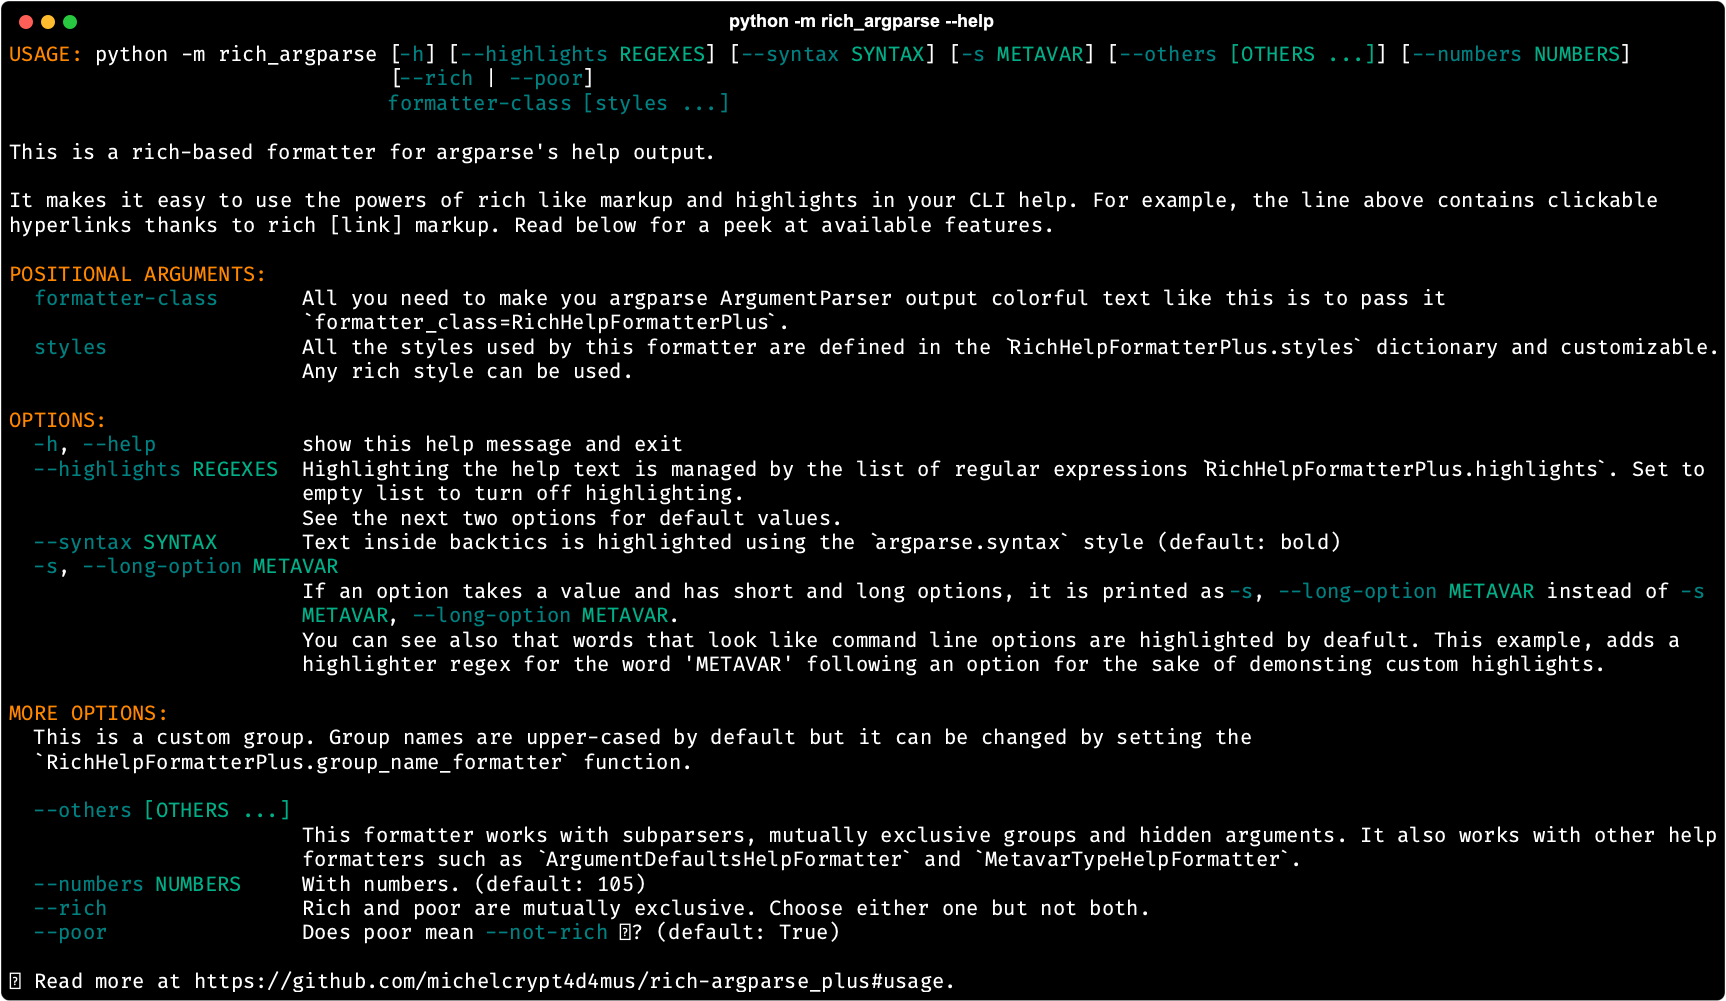 python -m rich_argparse --help
USAGE: python -m rich_argparse [-h] [--highlights REGEXES] [--syntax SYNTAX] [-s METAVAR] [--others [OTHERS ...]] [--numbers NUMBERS]
[--rich | --poor]
formatter-class [styles ...]
This is a rich-based formatter for argparse's help output.
It makes it easy to use the powers of rich like markup and highlights in your CLI help. For example, the line above contains clickable
hyperlinks thanks to rich [link] markup. Read below for a peek at available features.
POSITIONAL ARGUMENTS:
formatter-class All you need to make you argparse ArgumentParser output colorful text like this is to pass it
`formatter_class=RichHelpFormatterPlus`.
styles All the styles used by this formatter are defined in the `RichHelpFormatterPlus.styles` dictionary and customizable.
Any rich style can be used.
OPTIONS:
-h, --help show this help message and exit
--highlights REGEXES Highlighting the help text is managed by the list of regular expressions `RichHelpFormatterPlus.highlights`. Set to
empty list to turn off highlighting.
See the next two options for default values.
--syntax SYNTAX Text inside backtics is highlighted using the `argparse.syntax` style (default: bold)
-s, --long-option METAVAR
If an option takes a value and has short and long options, it is printed as -s, --long-option METAVAR instead of -s
METAVAR, --long-option METAVAR.
You can see also that words that look like command line options are highlighted by deafult. This example, adds a
highlighter regex for the word 'METAVAR' following an option for the sake of demonsting custom highlights.
MORE OPTIONS:
This is a custom group. Group names are upper-cased by default but it can be changed by setting the
`RichHelpFormatterPlus.group_name_formatter` function.
--others [OTHERS ...]
This formatter works with subparsers, mutually exclusive groups and hidden arguments. It also works with other help
formatters such as `ArgumentDefaultsHelpFormatter` and `MetavarTypeHelpFormatter`.
--numbers NUMBERS With numbers. (default: 105)
--rich Rich and poor are mutually exclusive. Choose either one but not both.
--poor Does poor mean --not-rich ? (default: True)
Read more at https://github.com/michelcrypt4d4mus/rich-argparse_plus#usage.